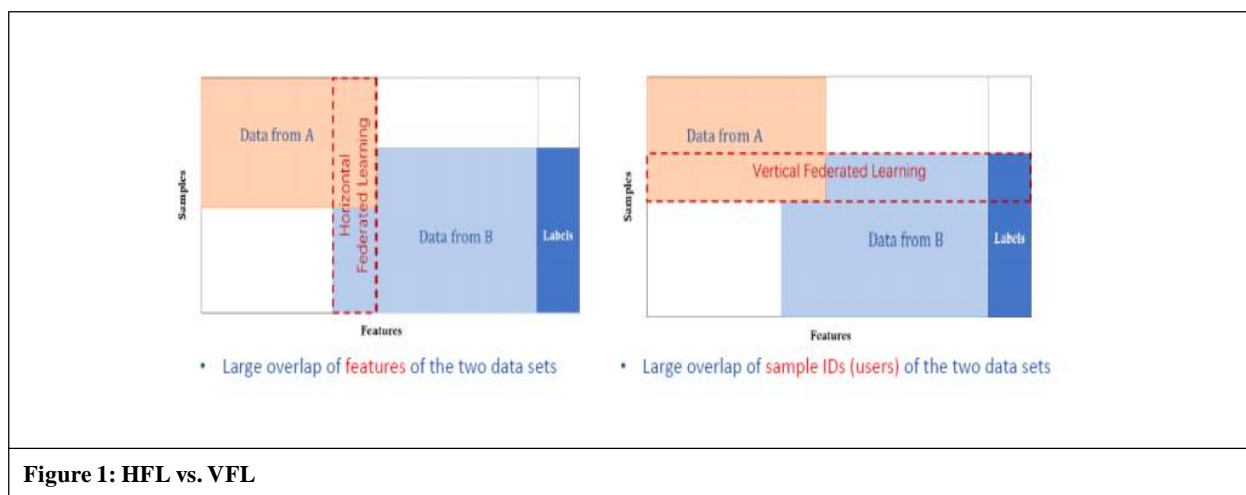 Data from A
Horizontal
Federated Learning
Data from B
Labels
Samples
Features
• Large overlap of features of the two data sets
Data from A
Vertical Federated Learning
Data from B
Labels
Samples
Features
• Large overlap of sample IDs (users) of the two data sets
Figure 1: HFL vs. VFL